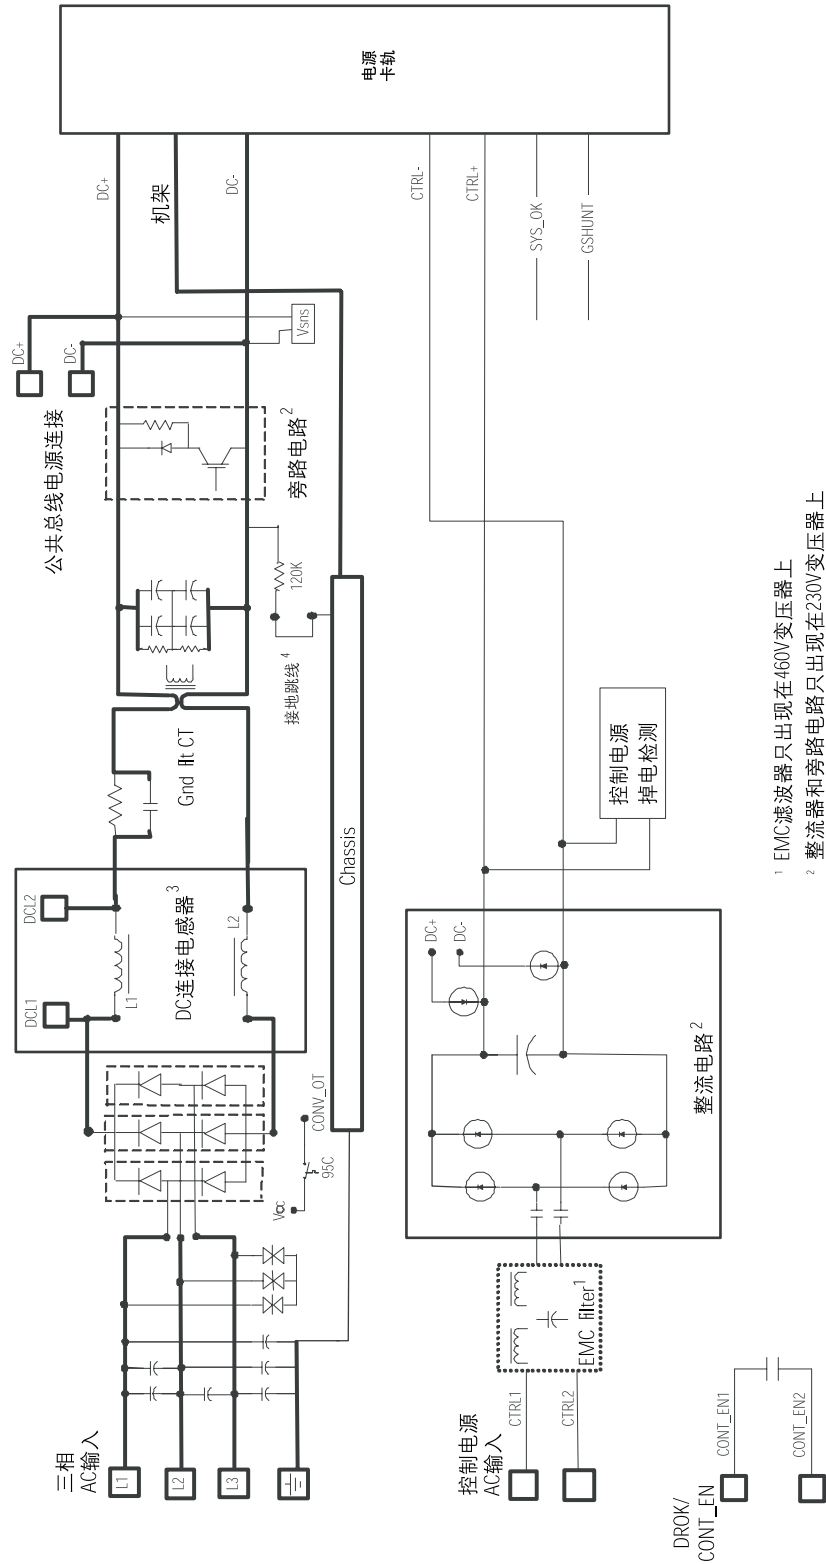 三相
AC输入
L1
L2
L3
V∝
95C
CONV_OT
DCL1
DCL2
L1
L2
DC连接电感器³
Gnd flt CT
120K
接地跳线⁴
Chassis
公共总线电源连接
旁路电路²
DC+
DC-
Vsns
DC+
机架
DC-
电源
卡轨
控制电源
AC输入
CTRL1
CTRL2
EMC filter¹
整流电路²
DC+
DC-
控制电源
掉电检测
CTRL-
CTRL+
SYS_OK
GSHUNT
DROK/
CONT_EN
CONT_EN1
CONT_EN2
¹ EMC滤波器只出现在460V变压器上
² 整流器和旁路电路只出现在230V变压器上